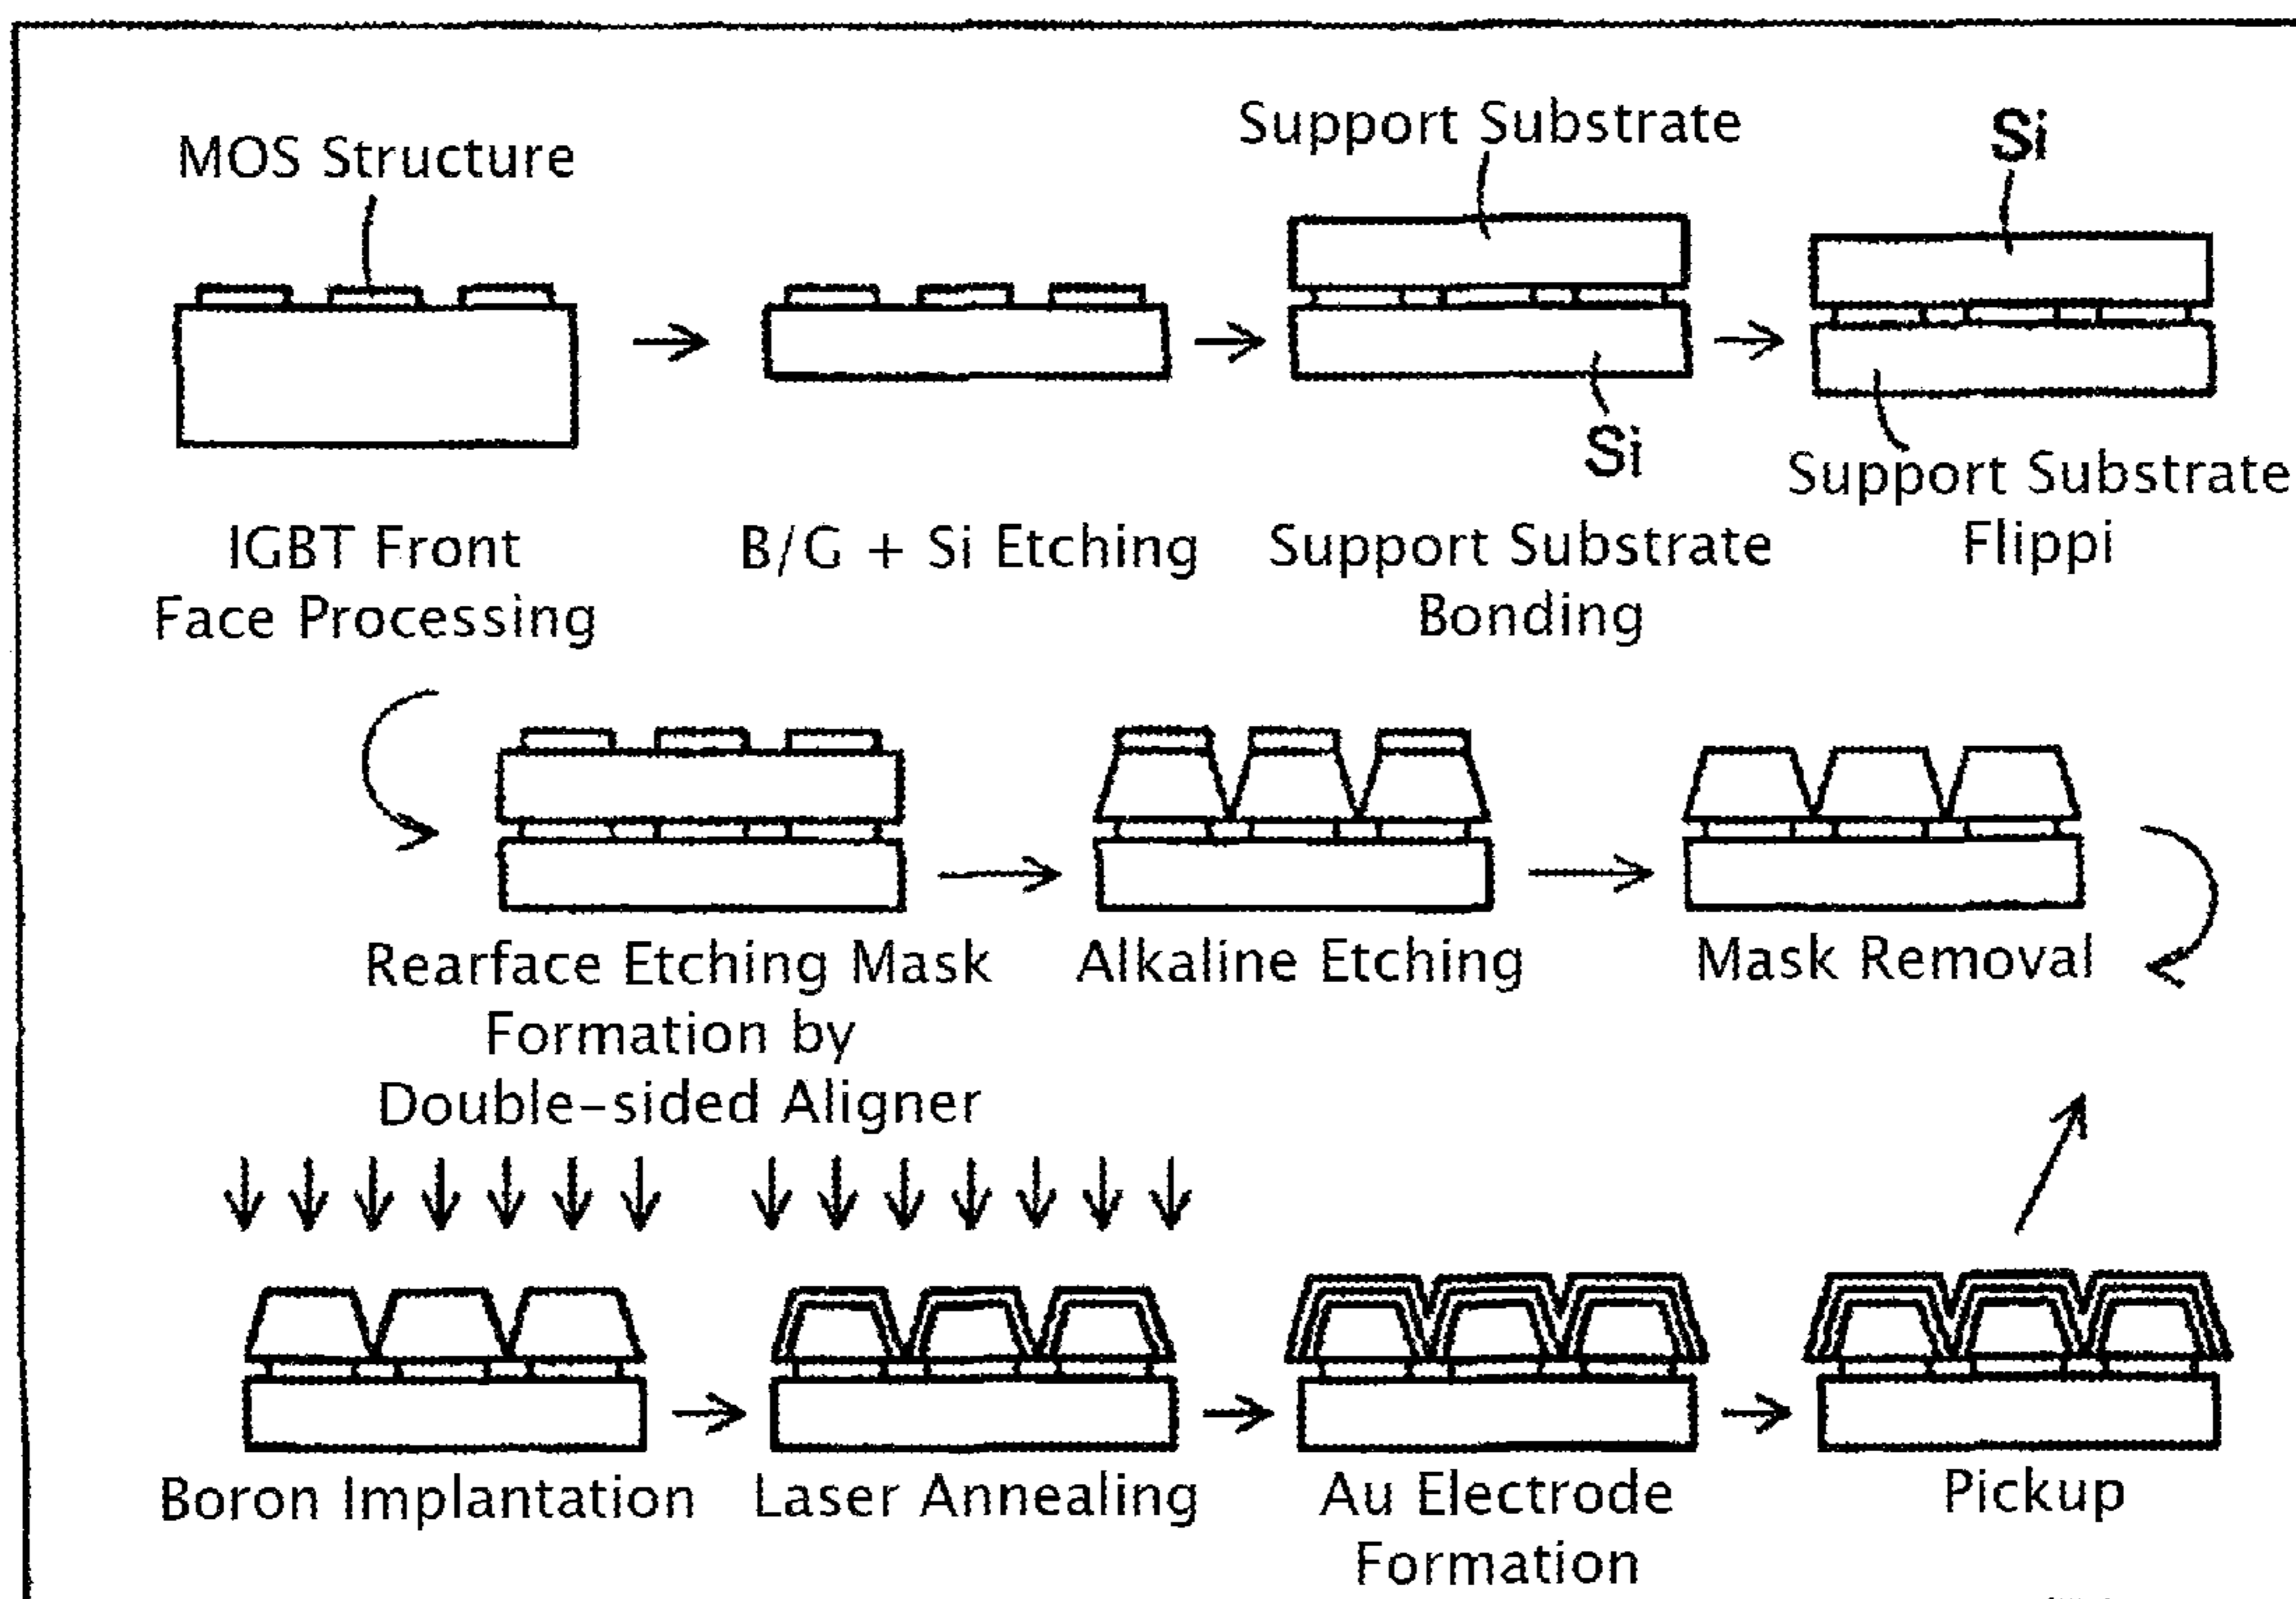 MOS Structure
Support Substrate
Si
Si
Support Substrate
IGBT Front
Face Processing
B/G + Si Etching
Support Substrate
Bonding
Flippi
Rearface Etching Mask
Formation by
Double-sided Aligner
Alkaline Etching
Mask Removal
Boron Implantation
Laser Annealing
Au Electrode
Formation
Pickup